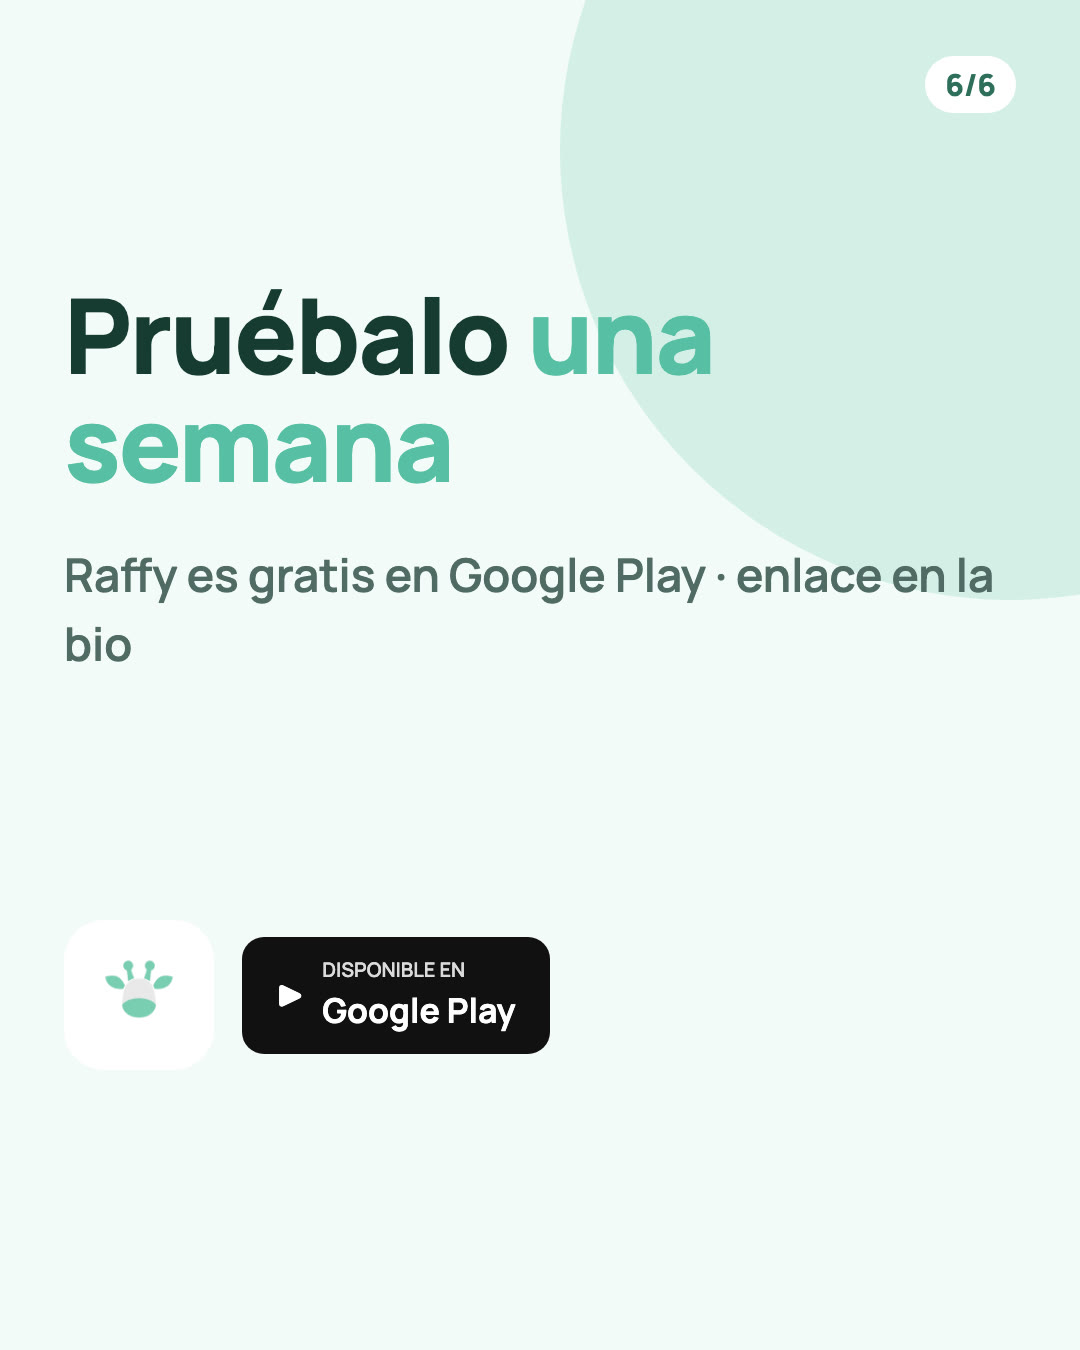 6/6
Pruébalo una
semana
Raffy es gratis en Google Play · enlace en la
bio
DISPONIBLE EN
Google Play